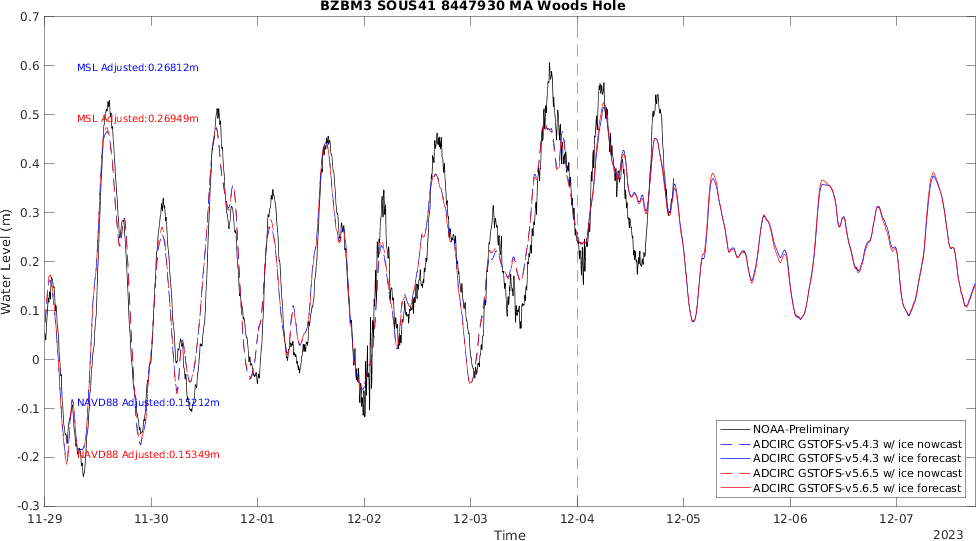 BZBM3 SOUS41 8447930 MA Woods Hole
0.7
0.6
0.5
0.4
0.3
0.2
0.1
0
-0.1
-0.2
-0.3
Water Level (m)
MSL Adjusted:0.26812m
MSL Adjusted:0.26949m
NAVD88 Adjusted:0.15212m
NAVD88 Adjusted:0.15349m
NOAA-Preliminary
ADCIRC GSTOFS-v5.4.3 w/ ice nowcast
ADCIRC GSTOFS-v5.4.3 w/ ice forecast
ADCIRC GSTOFS-v5.6.5 w/ ice nowcast
ADCIRC GSTOFS-v5.6.5 w/ ice forecast
11-29 11-30 12-01 12-02 12-03 12-04 12-05 12-06 12-07
Time
2023